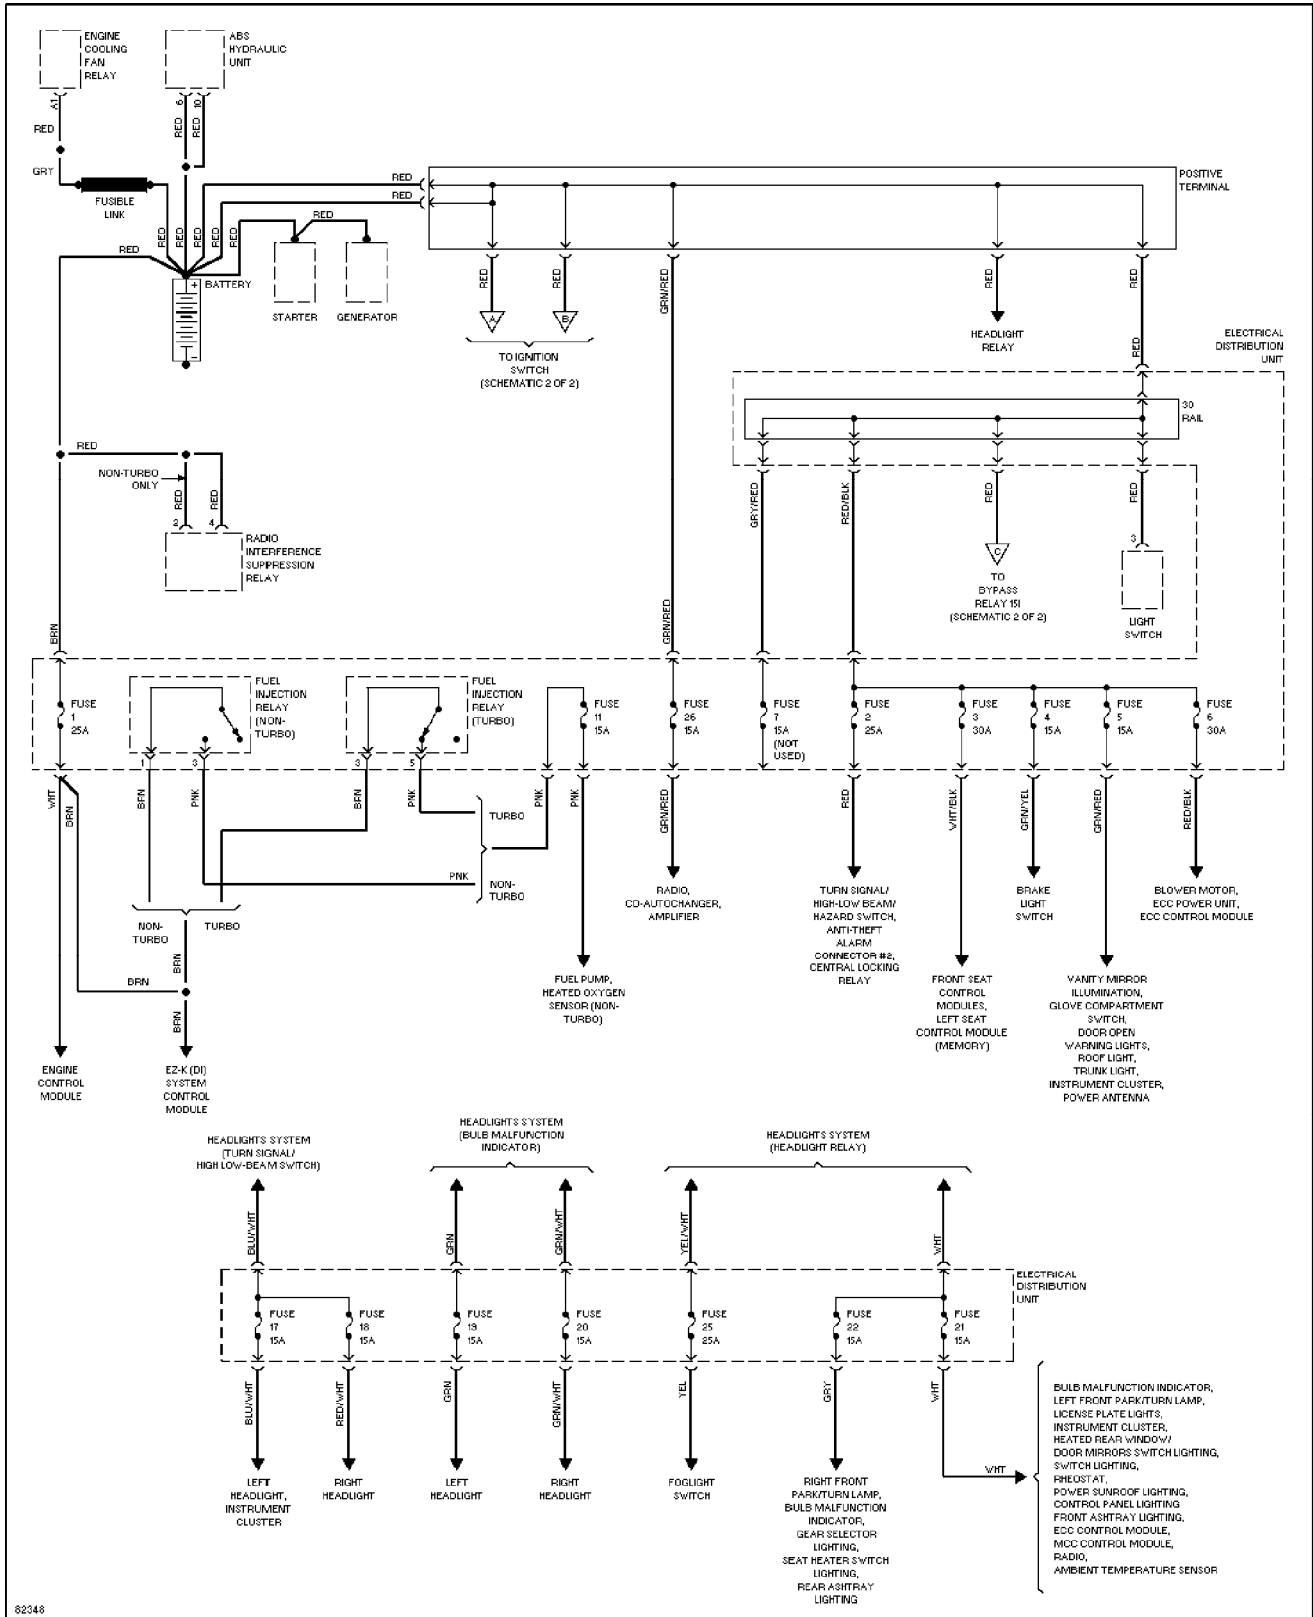 ENGINE
COOLING
FAN
RELAY
ABS
HYDRAULIC
UNIT
A1
6
10
RED
RED
RED
GRY
FUSIBLE
LINK
RED
RED
RED
RED
RED
RED
RED
RED
RED
POSITIVE
TERMINAL
+
BATTERY
-
STARTER
GENERATOR
RED
RED
GRN/RED
RED
RED
A
B
TO IGNITION
SWITCH
(SCHEMATIC 2 OF 2)
HEADLIGHT
RELAY
RED
ELECTRICAL
DISTRIBUTION
UNIT
30
RAIL
RED
NON-TURBO
ONLY
RED
RED
2
4
RADIO
INTERFERENCE
SUPPRESSION
RELAY
GRY/RED
RED/BLK
RED
RED
C
TO
BYPASS
RELAY 15I
(SCHEMATIC 2 OF 2)
3
LIGHT
SWITCH
BRN
GRN/RED
FUSE
1
25A
FUEL
INJECTION
RELAY
(NON-
TURBO)
FUEL
INJECTION
RELAY
(TURBO)
FUSE
11
15A
FUSE
26
15A
FUSE
7
15A
(NOT
USED)
FUSE
2
25A
FUSE
3
30A
FUSE
4
15A
FUSE
5
15A
FUSE
6
30A
1
3
3
5
WHT
BRN
BRN
PNK
BRN
PNK
PNK
PNK
GRN/RED
RED
WHT/BLK
GRN/YEL
GRN/RED
RED/BLK
TURBO
PNK
NON-
TURBO
NON-
TURBO
TURBO
BRN
BRN
BRN
ENGINE
CONTROL
MODULE
EZ-K (DI)
SYSTEM
CONTROL
MODULE
FUEL PUMP,
HEATED OXYGEN
SENSOR (NON-
TURBO)
RADIO,
CD-AUTOCHANGER,
AMPLIFIER
TURN SIGNAL/
HIGH-LOW BEAM/
HAZARD SWITCH,
ANTI-THEFT
ALARM
CONNECTOR #2,
CENTRAL LOCKING
RELAY
FRONT SEAT
CONTROL
MODULES,
LEFT SEAT
CONTROL MODULE
(MEMORY)
BRAKE
LIGHT
SWITCH
VANITY MIRROR
ILLUMINATION,
GLOVE COMPARTMENT
SWITCH,
DOOR OPEN
WARNING LIGHTS,
ROOF LIGHT,
TRUNK LIGHT,
INSTRUMENT CLUSTER,
POWER ANTENNA
BLOWER MOTOR,
ECC POWER UNIT,
ECC CONTROL MODULE
HEADLIGHTS SYSTEM
(TURN SIGNAL/
HIGH LOW-BEAM SWITCH)
HEADLIGHTS SYSTEM
(BULB MALFUNCTION
INDICATOR)
HEADLIGHTS SYSTEM
(HEADLIGHT RELAY)
BLU/WHT
GRN
GRN/WHT
YEL/WHT
WHT
ELECTRICAL
DISTRIBUTION
UNIT
FUSE
17
15A
FUSE
18
15A
FUSE
19
15A
FUSE
20
15A
FUSE
25
25A
FUSE
22
15A
FUSE
21
15A
BLU/WHT
RED/WHT
GRN
GRN/WHT
YEL
GRY
WHT
WHT
LEFT
HEADLIGHT,
INSTRUMENT
CLUSTER
RIGHT
HEADLIGHT
LEFT
HEADLIGHT
RIGHT
HEADLIGHT
FOGLIGHT
SWITCH
RIGHT FRONT
PARK/TURN LAMP,
BULB MALFUNCTION
INDICATOR,
GEAR SELECTOR
LIGHTING,
SEAT HEATER SWITCH
LIGHTING,
REAR ASHTRAY
LIGHTING
BULB MALFUNCTION INDICATOR,
LEFT FRONT PARK/TURN LAMP,
LICENSE PLATE LIGHTS,
INSTRUMENT CLUSTER,
HEATED REAR WINDOW/
DOOR MIRRORS SWITCH LIGHTING,
SWITCH LIGHTING,
RHEOSTAT,
POWER SUNROOF LIGHTING,
CONTROL PANEL LIGHTING
FRONT ASHTRAY LIGHTING,
ECC CONTROL MODULE,
MCC CONTROL MODULE,
RADIO,
AMBIENT TEMPERATURE SENSOR
82348